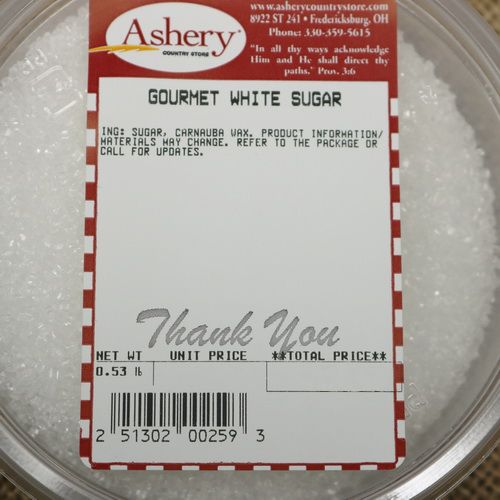 Ashery
COUNTRY STORE
www.asherycountrystore.com
8922 ST 241 • Fredericksburg, OH
Phone: 330-359-5615
"In all thy ways acknowledge
Him and He shall direct thy
paths." Prov. 3:6
GOURMET WHITE SUGAR
ING: SUGAR, CARNAUBA WAX. PRODUCT INFORMATION/
MATERIALS MAY CHANGE. REFER TO THE PACKAGE OR
CALL FOR UPDATES.
Thank You
NET WT UNIT PRICE **TOTAL PRICE**
0.53 lb
2 51302 00259 3